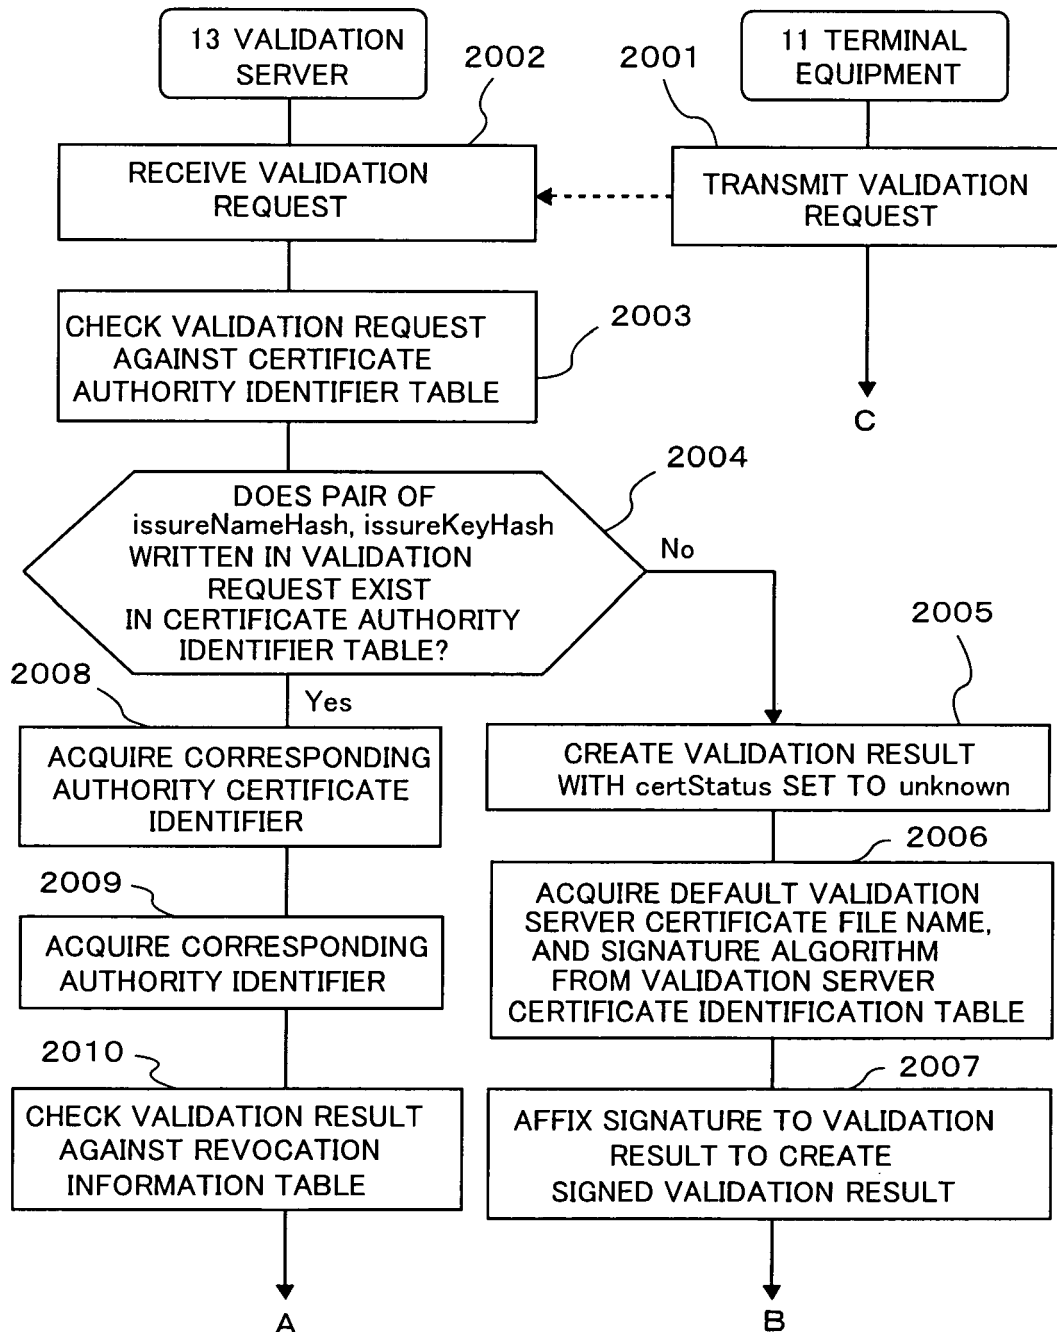 13 VALIDATION
SERVER
2002
2001
11 TERMINAL
EQUIPMENT
RECEIVE VALIDATION
REQUEST
TRANSMIT VALIDATION
REQUEST
CHECK VALIDATION REQUEST
AGAINST CERTIFICATE
AUTHORITY IDENTIFIER TABLE
2003
C
2004
DOES PAIR OF
issureNameHash, issureKeyHash
WRITTEN IN VALIDATION
REQUEST EXIST
IN CERTIFICATE AUTHORITY
IDENTIFIER TABLE?
No
2005
2008
Yes
ACQUIRE CORRESPONDING
AUTHORITY CERTIFICATE
IDENTIFIER
CREATE VALIDATION RESULT
WITH certStatus SET TO unknown
2006
2009
ACQUIRE CORRESPONDING
AUTHORITY IDENTIFIER
ACQUIRE DEFAULT VALIDATION
SERVER CERTIFICATE FILE NAME,
AND SIGNATURE ALGORITHM
FROM VALIDATION SERVER
CERTIFICATE IDENTIFICATION TABLE
2010
2007
CHECK VALIDATION RESULT
AGAINST REVOCATION
INFORMATION TABLE
AFFIX SIGNATURE TO VALIDATION
RESULT TO CREATE
SIGNED VALIDATION RESULT
A
B